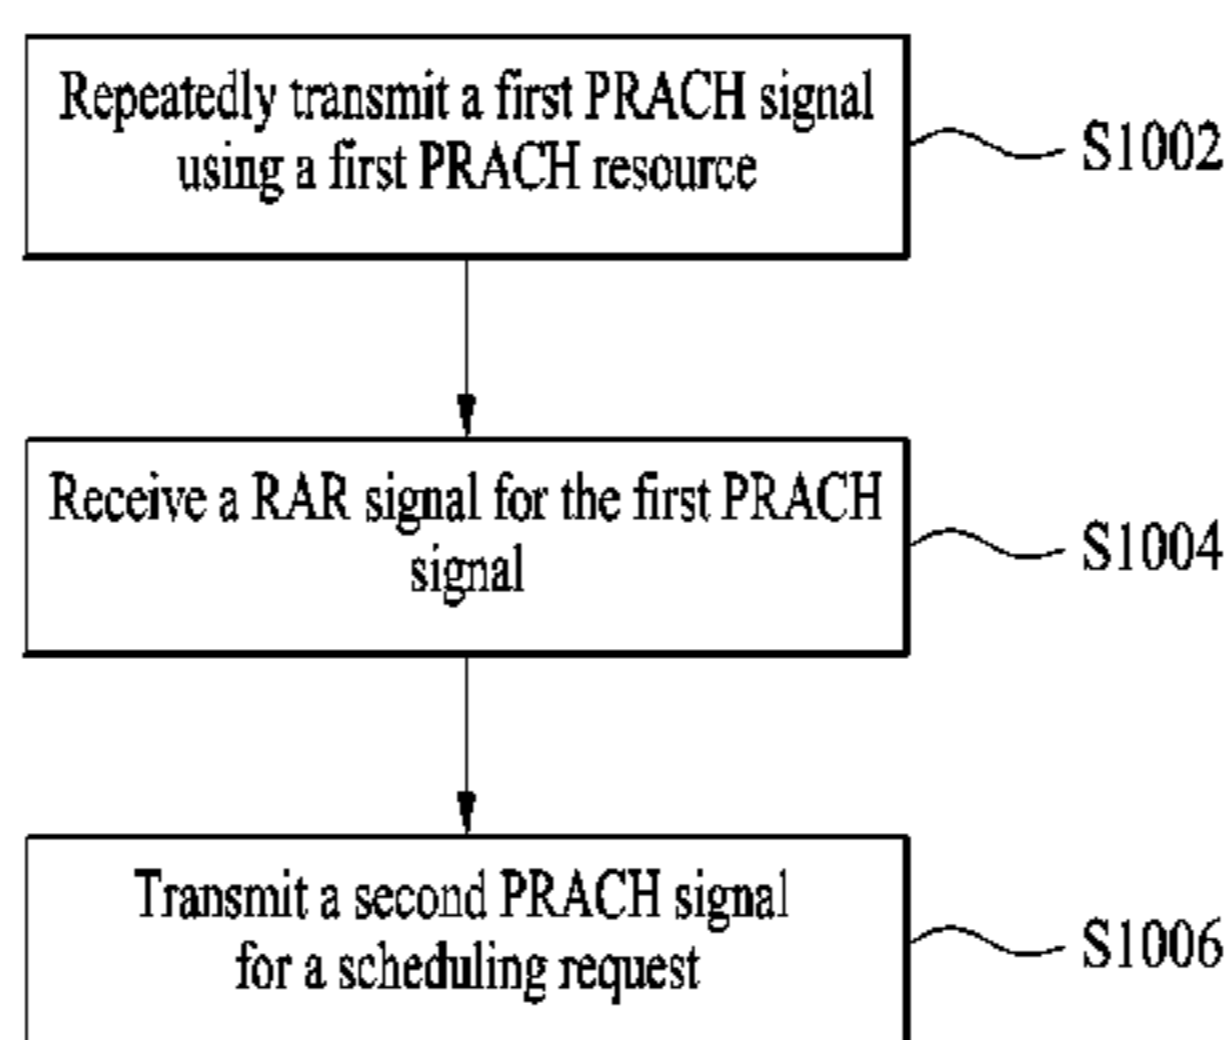 Repeatedly transmit a first PRACH signal
using a first PRACH resource
S1002
Receive a RAR signal for the first PRACH
signal
S1004
Transmit a second PRACH signal
for a scheduling request
S1006